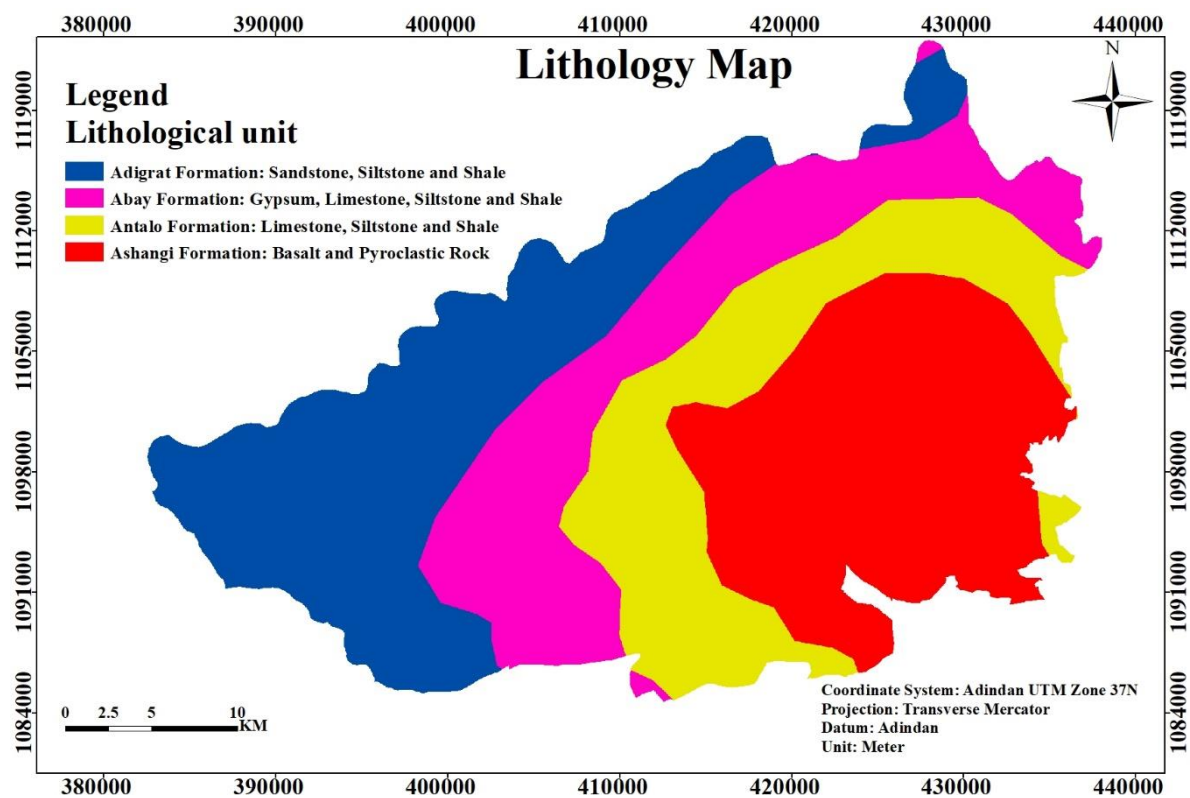 380000 390000 400000 410000 420000 430000 440000
Lithology Map
N
Legend
Lithological unit
Adigrat Formation: Sandstone, Siltstone and Shale
Abay Formation: Gypsum, Limestone, Siltstone and Shale
Antalo Formation: Limestone, Siltstone and Shale
Ashangi Formation: Basalt and Pyroclastic Rock
1119000
1112000
1105000
1098000
1091000
1084000
1119000
1112000
1105000
1098000
1091000
1084000
0 2.5 5 10
KM
Coordinate System: Adindan UTM Zone 37N
Projection: Transverse Mercator
Datum: Adindan
Unit: Meter
380000 390000 400000 410000 420000 430000 440000